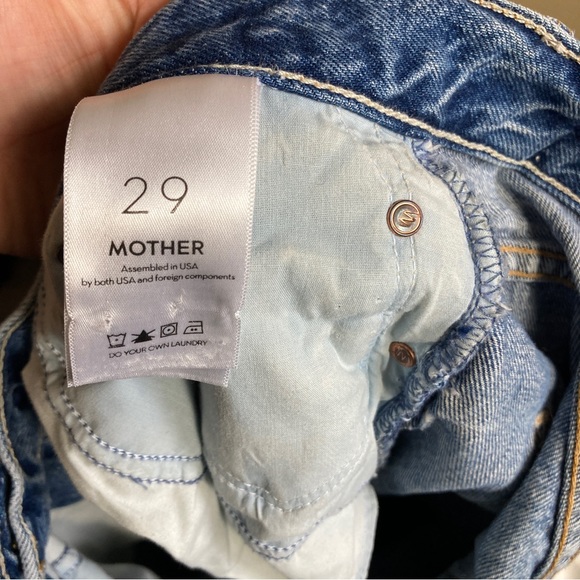 29
MOTHER
Assembled in USA
by both USA and foreign components
DO YOUR OWN LAUNDRY